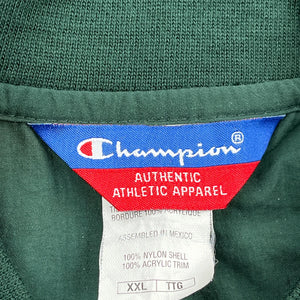 Champion®
AUTHENTIC
ATHLETIC APPAREL
BORDURE 100% ACRYLIQUE
ASSEMBLED IN MEXICO
100% NYLON SHELL
100% ACRYLIC TRIM
XXL TTG